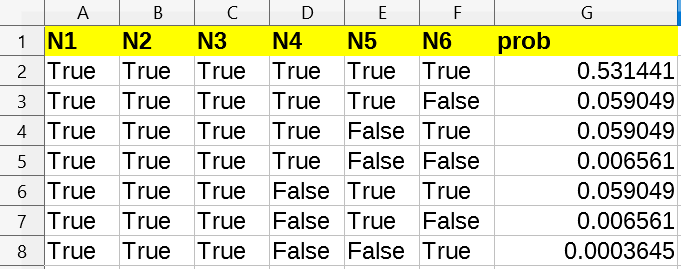 A B C D E F G
1 N1 N2 N3 N4 N5 N6 prob
2 True True True True True True 0.531441
3 True True True True True False 0.059049
4 True True True True False True 0.059049
5 True True True True False False 0.006561
6 True True True False True True 0.059049
7 True True True False True False 0.006561
8 True True True False False True 0.0003645